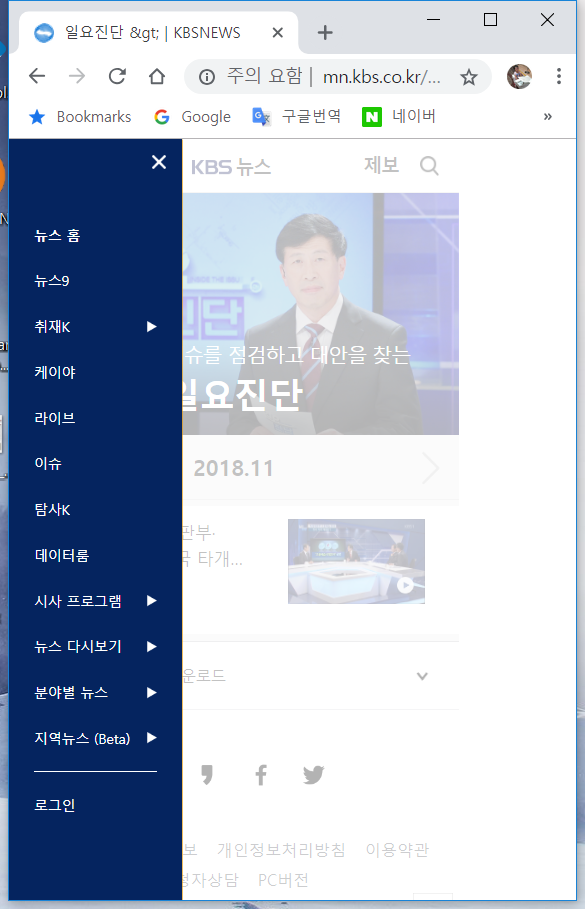 일요진단 &gt; | KBSNEWS
주의 요함 | mn.kbs.co.kr/...
Bookmarks Google 구글번역 네이버 »
KBS 뉴스 제보
뉴스 홈
뉴스9
취재K
케이야
라이브
이슈
탐사K
데이터룸
시사 프로그램
뉴스 다시보기
분야별 뉴스
지역뉴스 (Beta)
로그인
슈를 점검하고 대안을 찾는
일요진단
2018.11
판부·
국 타개...
운로드
보 개인정보처리방침 이용약관
청자상담 PC버전